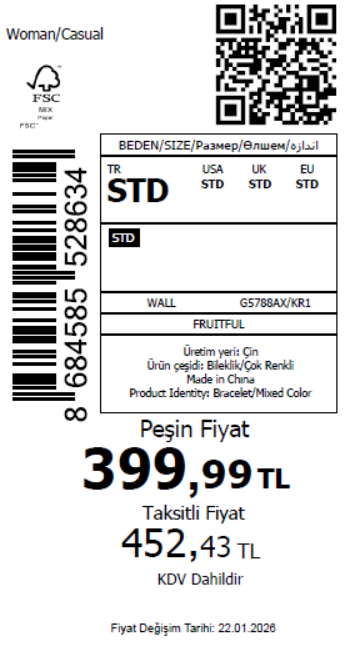 Woman/Casual
FSC
MIX
Paper
FSC™
BEDEN/SIZE/Размер/Өлшем/اندازه
TR USA UK EU
STD STD STD STD
STD
WALL G5788AX/KR1
FRUITFUL
Üretim yeri: Çin
Ürün çeşidi: Bileklik/Çok Renkli
Made in China
Product Identity: Bracelet/Mixed Color
8 684585 528634
Peşin Fiyat
399,99 TL
Taksitli Fiyat
452,43 TL
KDV Dahildir
Fiyat Değişim Tarihi: 22.01.2026